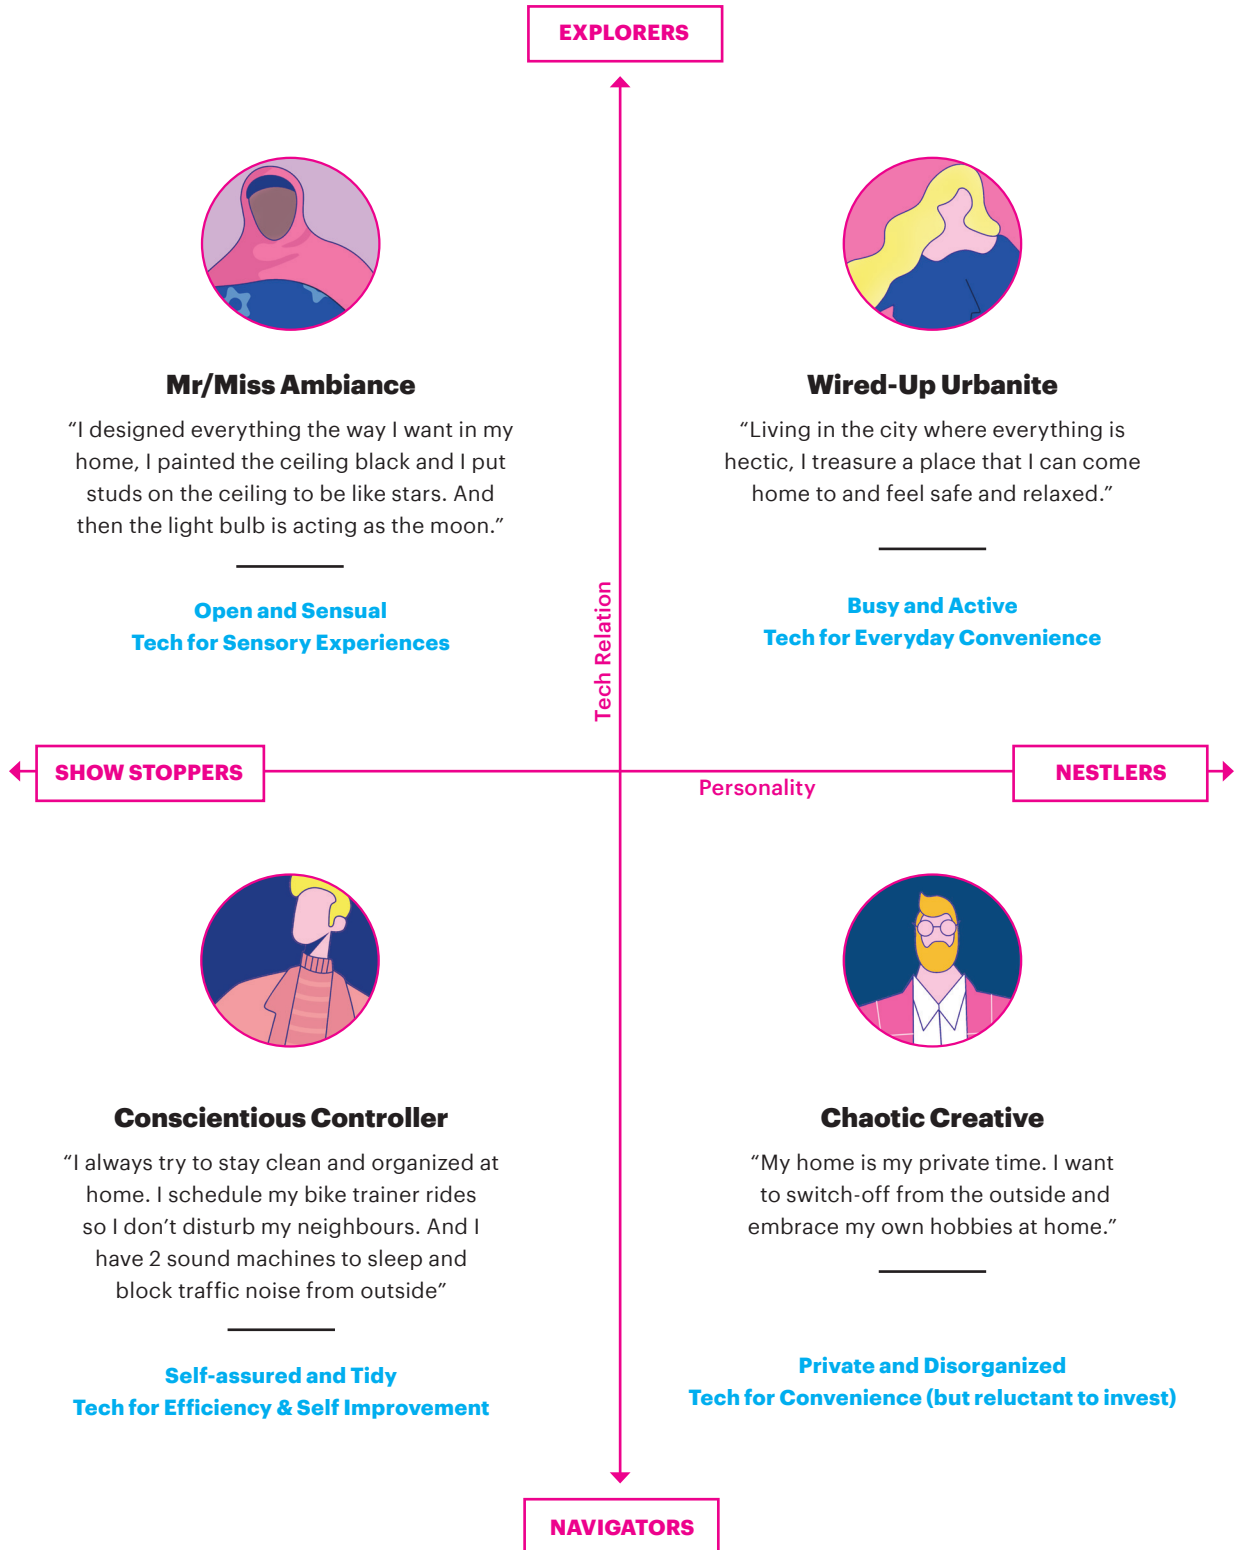 EXPLORERS
Mr/Miss Ambiance
“I designed everything the way I want in my
home, I painted the ceiling black and I put
studs on the ceiling to be like stars. And
then the light bulb is acting as the moon.”
Open and Sensual
Tech for Sensory Experiences
Wired-Up Urbanite
“Living in the city where everything is
hectic, I treasure a place that I can come
home to and feel safe and relaxed.”
Busy and Active
Tech for Everyday Convenience
Tech Relation
SHOW STOPPERS
Personality
NESTLERS
Conscientious Controller
“I always try to stay clean and organized at
home. I schedule my bike trainer rides
so I don’t disturb my neighbours. And I
have 2 sound machines to sleep and
block traffic noise from outside”
Self-assured and Tidy
Tech for Efficiency & Self Improvement
Chaotic Creative
“My home is my private time. I want
to switch-off from the outside and
embrace my own hobbies at home.”
Private and Disorganized
Tech for Convenience (but reluctant to invest)
NAVIGATORS